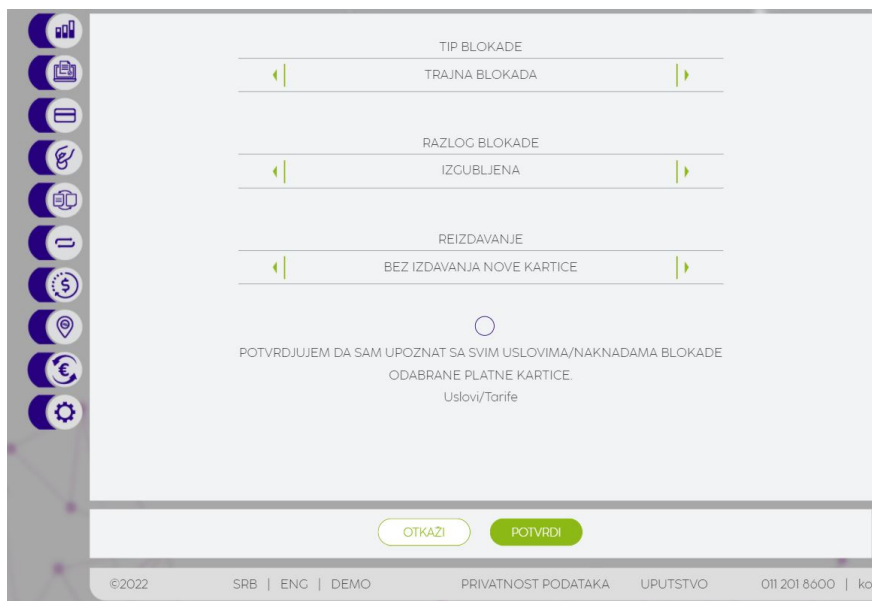 TIP BLOKADE
TRAJNA BLOKADA
RAZLOG BLOKADE
IZGUBLJENA
REIZDAVANJE
BEZ IZDAVANJA NOVE KARTICE
POTVRDJUJEM DA SAM UPOZNAT SA SVIM USLOVIMA/NAKNADAMA BLOKADE
ODABRANE PLATNE KARTICE.
Uslovi/Tarife
OTKAŽI POTVRDI
©2022 SRB | ENG | DEMO PRIVATNOST PODATAKA UPUTSTVO 011 201 8600 | ko